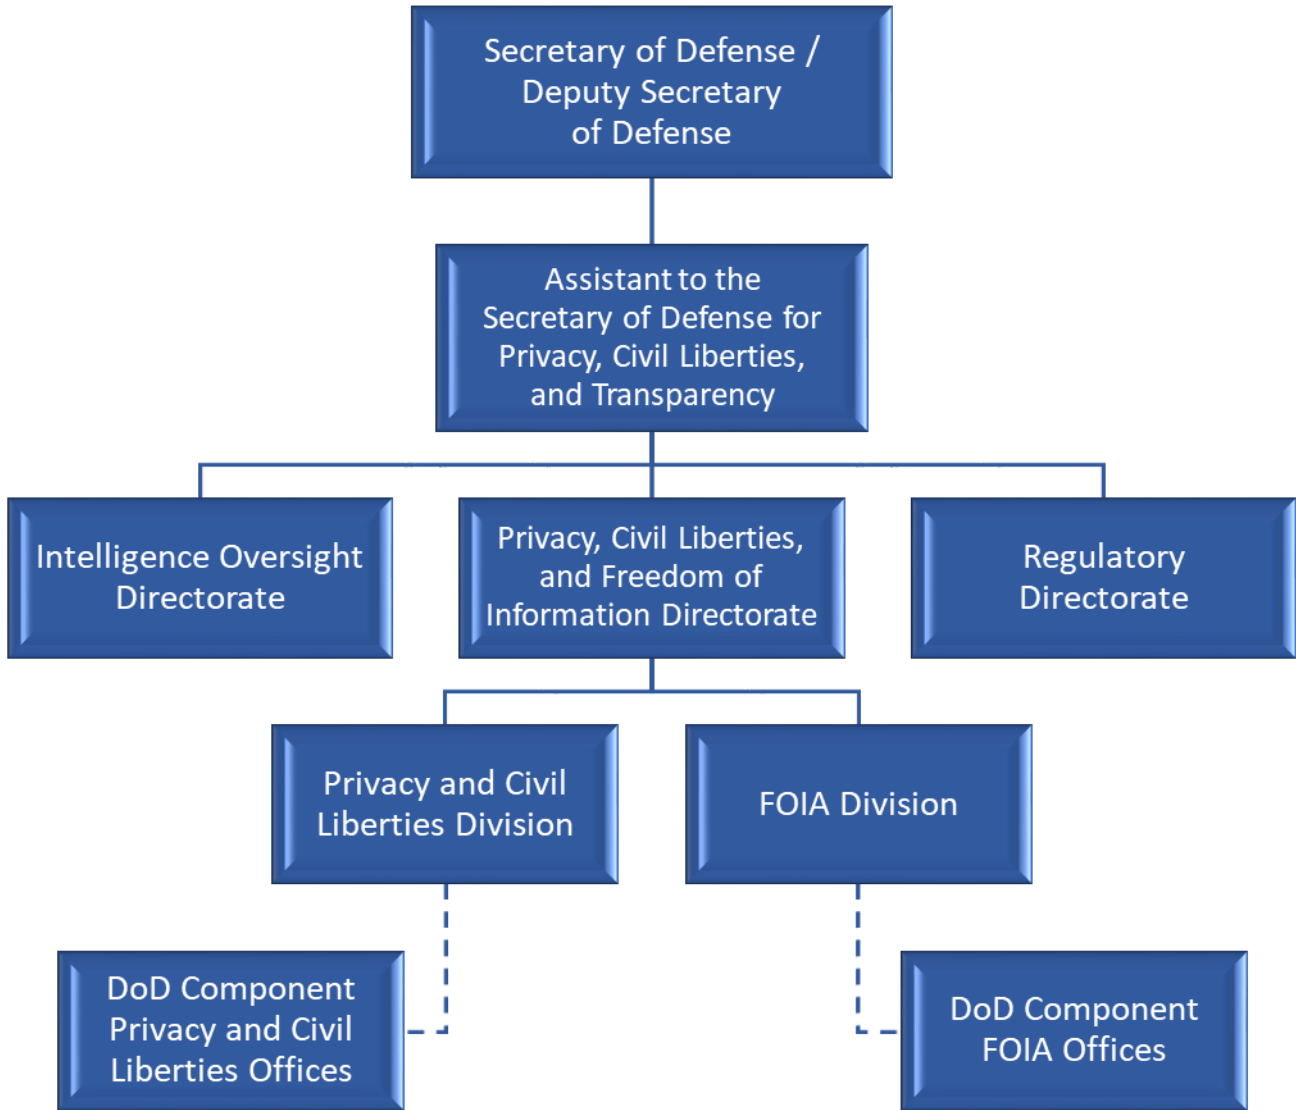 Secretary of Defense /
Deputy Secretary
of Defense
Assistant to the
Secretary of Defense for
Privacy, Civil Liberties,
and Transparency
Intelligence Oversight
Directorate
Privacy, Civil Liberties,
and Freedom of
Information Directorate
Regulatory
Directorate
Privacy and Civil
Liberties Division
FOIA Division
DoD Component
Privacy and Civil
Liberties Offices
DoD Component
FOIA Offices